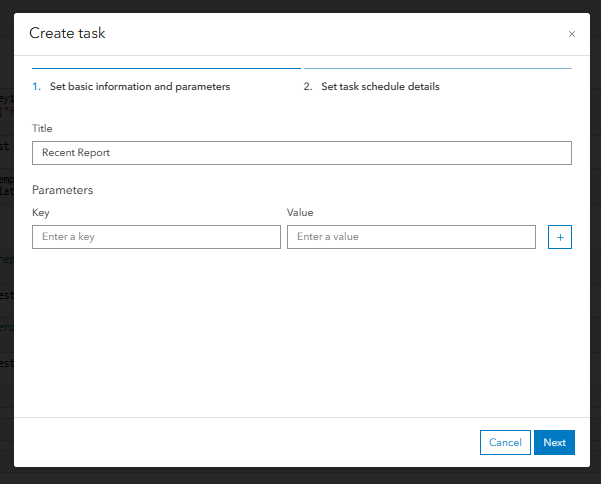 Create task
×
1. Set basic information and parameters
2. Set task schedule details
Title
Recent Report
Parameters
Key
Value
Enter a key
Enter a value
+
Cancel
Next